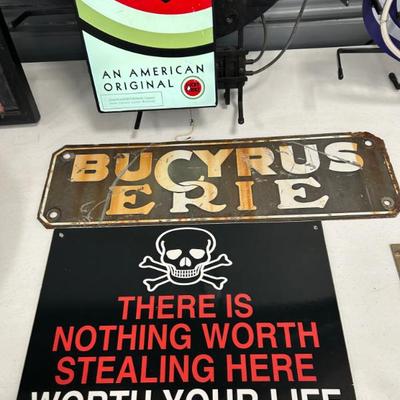 AN AMERICAN
ORIGINAL
BUCYRUS
ERIE
THERE IS
NOTHING WORTH
STEALING HERE
WORTH YOUR LIFE